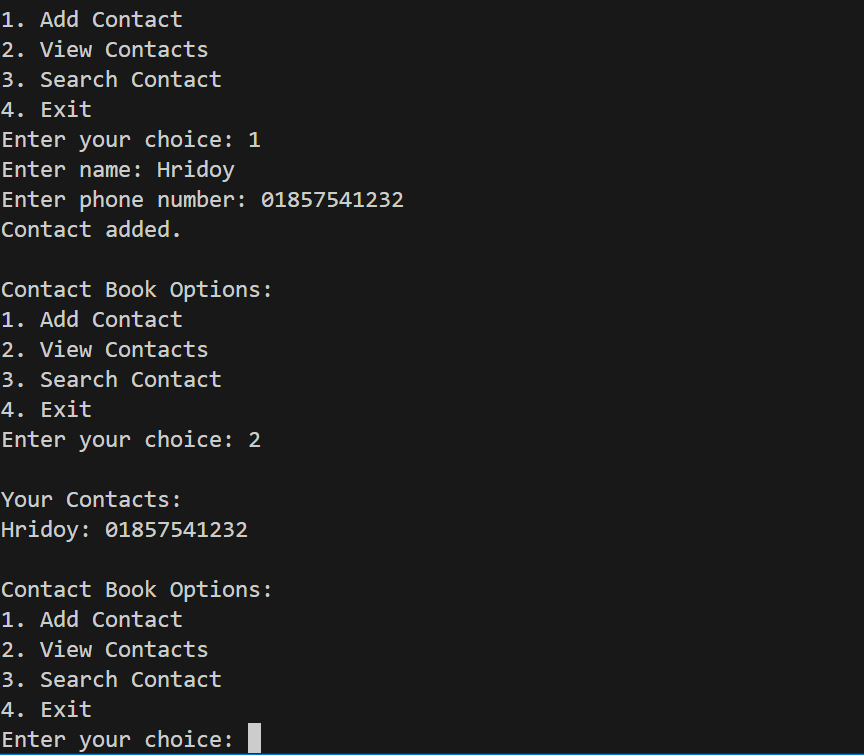 1. Add Contact
2. View Contacts
3. Search Contact
4. Exit
Enter your choice: 1
Enter name: Hridoy
Enter phone number: 01857541232
Contact added.

Contact Book Options:
1. Add Contact
2. View Contacts
3. Search Contact
4. Exit
Enter your choice: 2

Your Contacts:
Hridoy: 01857541232

Contact Book Options:
1. Add Contact
2. View Contacts
3. Search Contact
4. Exit
Enter your choice: